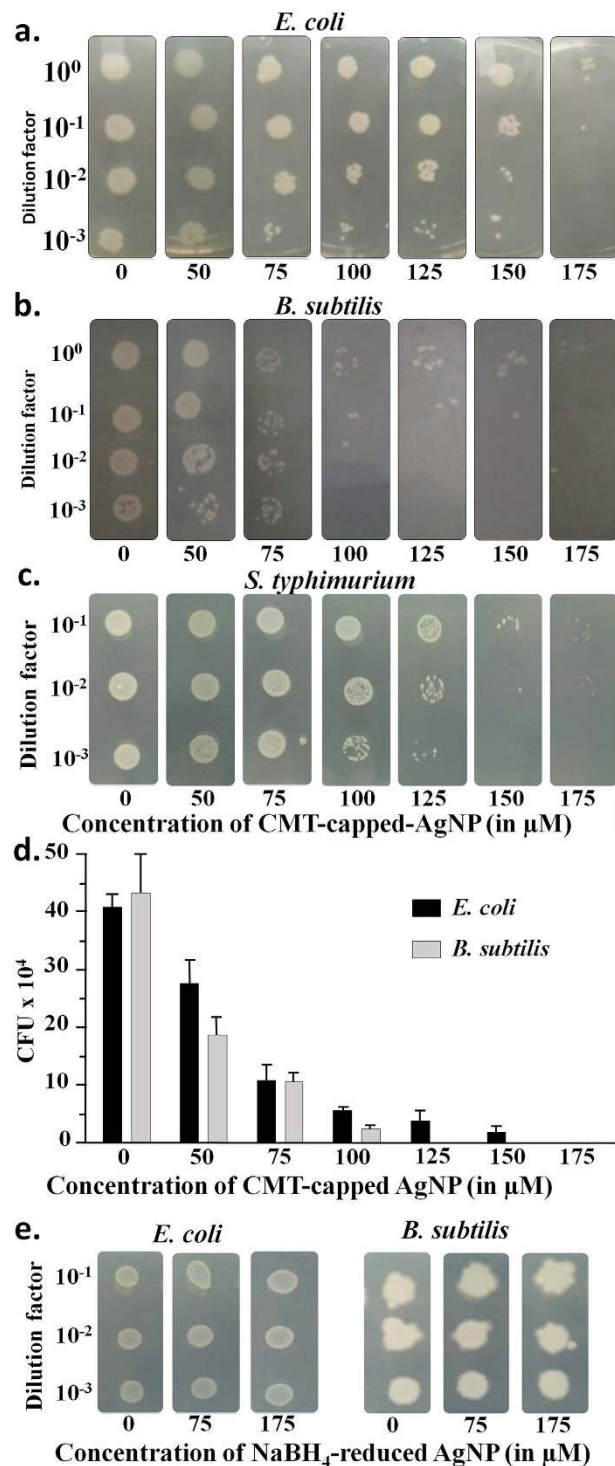 a.
E. coli
Dilution factor
10⁰
10⁻¹
10⁻²
10⁻³
0 50 75 100 125 150 175
b.
B. subtilis
Dilution factor
10⁰
10⁻¹
10⁻²
10⁻³
0 50 75 100 125 150 175
c.
S. typhimurium
Dilution factor
10⁻¹
10⁻²
10⁻³
0 50 75 100 125 150 175
Concentration of CMT-capped-AgNP (in µM)
d.
CFU x 10⁴
50
40
30
20
10
0
E. coli
B. subtilis
0 50 75 100 125 150 175
Concentration of CMT-capped AgNP (in µM)
e.
E. coli B. subtilis
Dilution factor
10⁻¹
10⁻²
10⁻³
0 75 175 0 75 175
Concentration of NaBH₄-reduced AgNP (in µM)